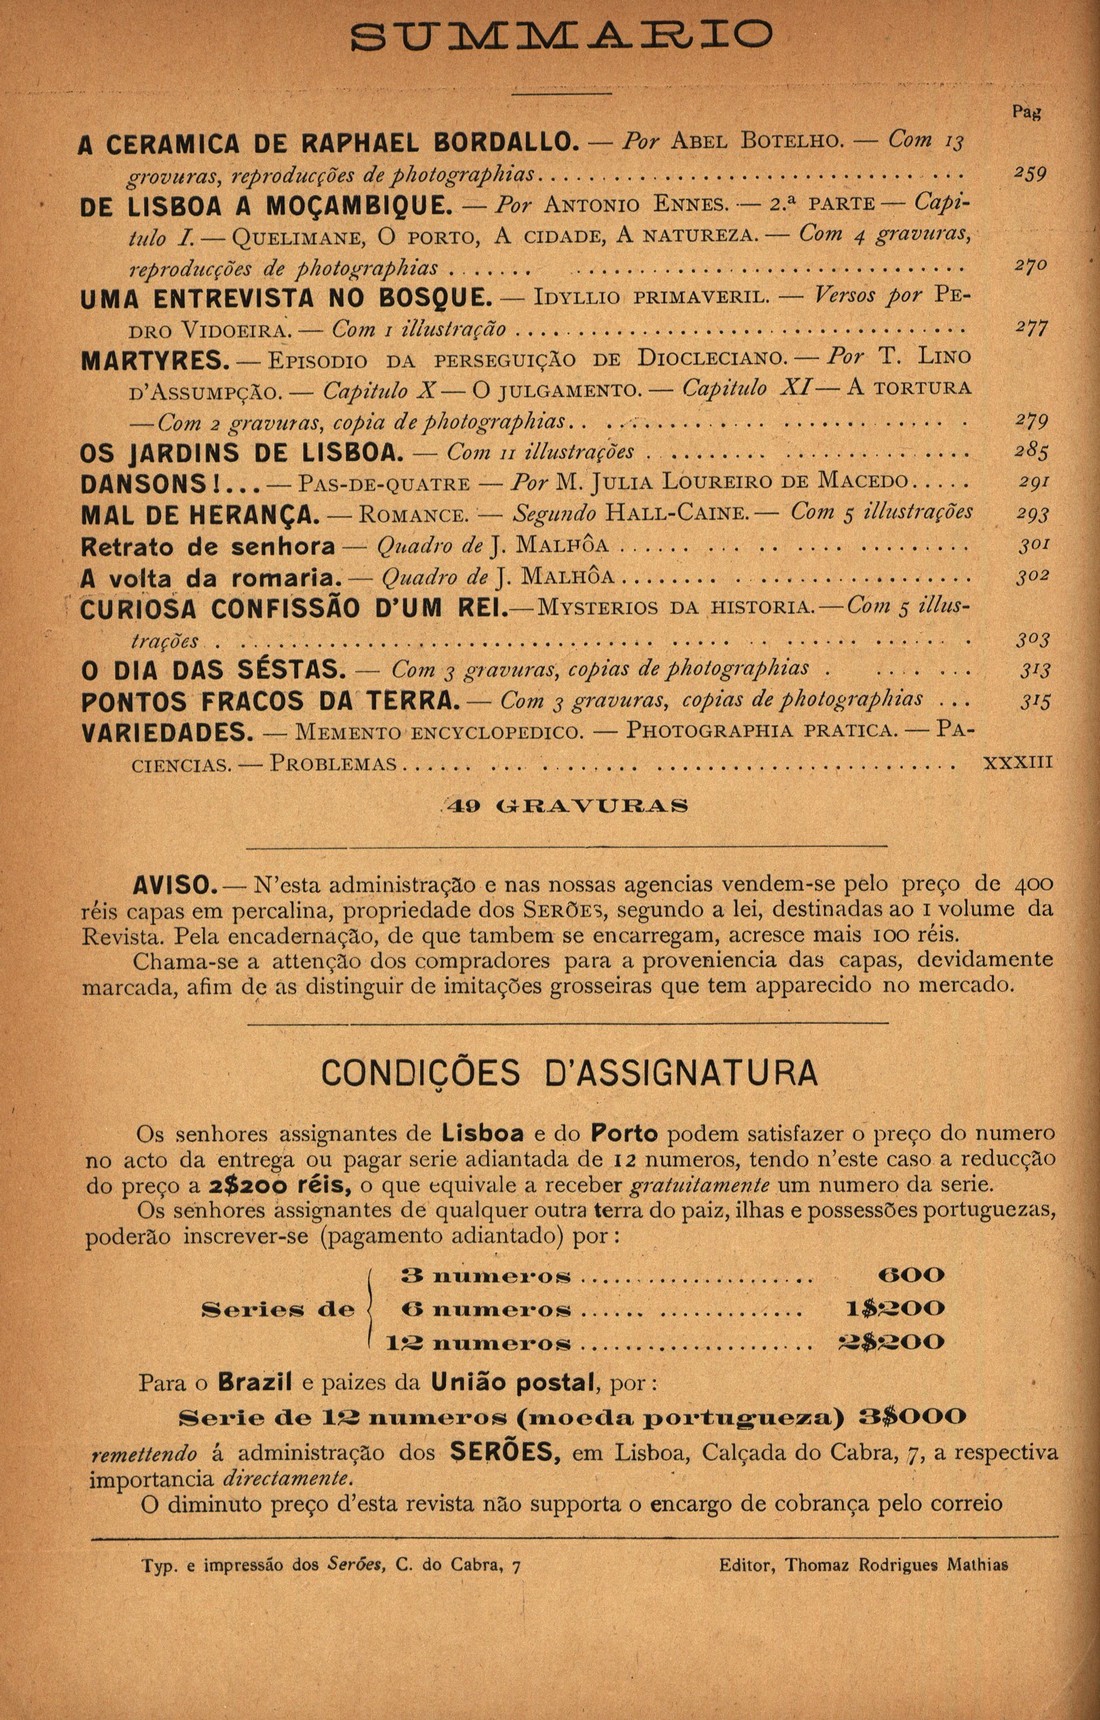 SUMMARIO
Pag
A CERAMICA DE RAPHAEL BORDALLO. — Por ABEL BOTELHO. — Com 13
grovuras, reproducções de photographias. 259
DE LISBOA A MOÇAMBIQUE. — Por ANTONIO ENNES. — 2.ª PARTE — Capi-
tulo I. — QUELIMANE, O PORTO, A CIDADE, A NATUREZA. — Com 4 gravuras,
reproducções de photographias 270
UMA ENTREVISTA NO BOSQUE. — IDYLLIO PRIMAVERIL. — Versos por PE-
DRO VIDOEIRA. — Com 1 illustração 277
MARTYRES. — EPISODIO DA PERSEGUIÇÃO DE DIOCLECIANO. — Por T. LINO
D'ASSUMPÇÃO. — Capitulo X — O JULGAMENTO. — Capitulo XI — A TORTURA
— Com 2 gravuras, copia de photographias. 279
OS JARDINS DE LISBOA. — Com 11 illustrações 285
DANSONS!... — PAS-DE-QUATRE — Por M. JULIA LOUREIRO DE MACEDO 291
MAL DE HERANÇA. — ROMANCE. — Segundo HALL-CAINE. — Com 5 illustrações 293
Retrato de senhora — Quadro de J. MALHÔA 301
A volta da romaria. — Quadro de J. MALHÔA 302
CURIOSA CONFISSÃO D'UM REI. — MYSTERIOS DA HISTORIA. — Com 5 illus-
trações 303
O DIA DAS SÉSTAS. — Com 3 gravuras, copias de photographias 313
PONTOS FRACOS DA TERRA. — Com 3 gravuras, copias de photographias ... 315
VARIEDADES. — MEMENTO ENCYCLOPEDICO. — PHOTOGRAPHIA PRATICA. — PA-
CIENCIAS. — PROBLEMAS XXXIII
49 GRAVURAS
AVISO. — N'esta administração e nas nossas agencias vendem-se pelo preço de 400
réis capas em percalina, propriedade dos SERÕES, segundo a lei, destinadas ao 1 volume da
Revista. Pela encadernação, de que tambem se encarregam, acresce mais 100 réis.
Chama-se a attenção dos compradores para a proveniencia das capas, devidamente
marcada, afim de as distinguir de imitações grosseiras que tem apparecido no mercado.
CONDIÇÕES D'ASSIGNATURA
Os senhores assignantes de Lisboa e do Porto podem satisfazer o preço do numero
no acto da entrega ou pagar serie adiantada de 12 numeros, tendo n'este caso a reducção
do preço a 2$200 réis, o que equivale a receber gratuitamente um numero da serie.
Os senhores assignantes de qualquer outra terra do paiz, ilhas e possessões portuguezas,
poderão inscrever-se (pagamento adiantado) por:
3 numeros 600
Series de 6 numeros 1$200
12 numeros 2$200
Para o Brazil e paizes da União postal, por:
Serie de 12 numeros (moeda portugueza) 3$000
remettendo á administração dos SERÕES, em Lisboa, Calçada do Cabra, 7, a respectiva
importancia directamente.
O diminuto preço d'esta revista não supporta o encargo de cobrança pelo correio
Typ. e impressão dos Serões, C. do Cabra, 7 Editor, Thomaz Rodrigues Mathias